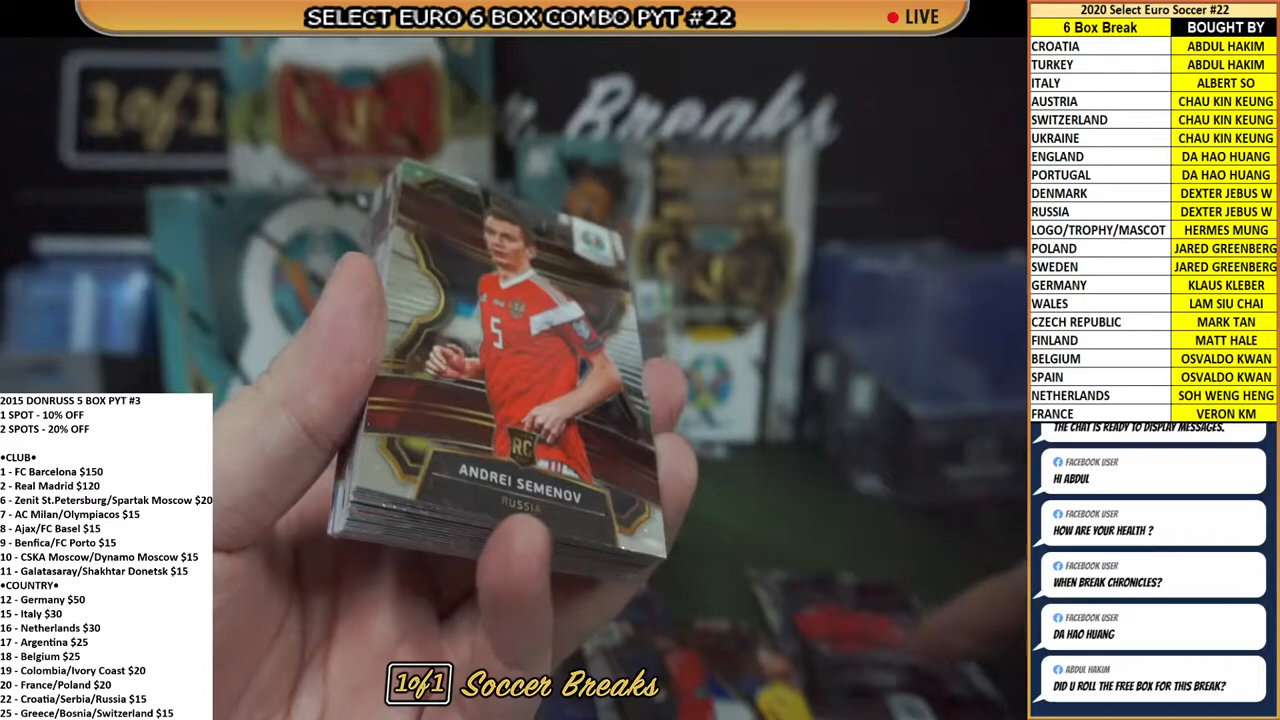 SELECT EURO 6 BOX COMBO PYT #22
LIVE
2020 Select Euro Soccer #22
6 Box Break BOUGHT BY
CROATIA ABDUL HAKIM
TURKEY ABDUL HAKIM
ITALY ALBERT SO
AUSTRIA CHAU KIN KEUNG
SWITZERLAND CHAU KIN KEUNG
UKRAINE CHAU KIN KEUNG
ENGLAND DA HAO HUANG
PORTUGAL DA HAO HUANG
DENMARK DEXTER JEBUS W
RUSSIA DEXTER JEBUS W
LOGO/TROPHY/MASCOT HERMES MUNG
POLAND JARED GREENBERG
SWEDEN JARED GREENBERG
GERMANY KLAUS KLEBER
WALES LAM SIU CHAI
CZECH REPUBLIC MARK TAN
FINLAND MATT HALE
BELGIUM OSVALDO KWAN
SPAIN OSVALDO KWAN
NETHERLANDS SOH WENG HENG
FRANCE VERON KM
THE CHAT IS READY TO DISPLAY MESSAGES.
FACEBOOK USER
HI ABDUL
FACEBOOK USER
HOW ARE YOUR HEALTH ?
FACEBOOK USER
WHEN BREAK CHRONICLES?
FACEBOOK USER
DA HAO HUANG
ABDUL HAKIM
DID U ROLL THE FREE BOX FOR THIS BREAK?
1of1
Breaks
5
RC
ANDREI SEMENOV
RUSSIA
2015 DONRUSS 5 BOX PYT #3
1 SPOT - 10% OFF
2 SPOTS - 20% OFF
•CLUB•
1 - FC Barcelona $150
2 - Real Madrid $120
6 - Zenit St.Petersburg/Spartak Moscow $20
7 - AC Milan/Olympiacos $15
8 - Ajax/FC Basel $15
9 - Benfica/FC Porto $15
10 - CSKA Moscow/Dynamo Moscow $15
11 - Galatasaray/Shakhtar Donetsk $15
•COUNTRY•
12 - Germany $50
15 - Italy $30
16 - Netherlands $30
17 - Argentina $25
18 - Belgium $25
19 - Colombia/Ivory Coast $20
20 - France/Poland $20
22 - Croatia/Serbia/Russia $15
25 - Greece/Bosnia/Switzerland $15
1of1 Soccer Breaks